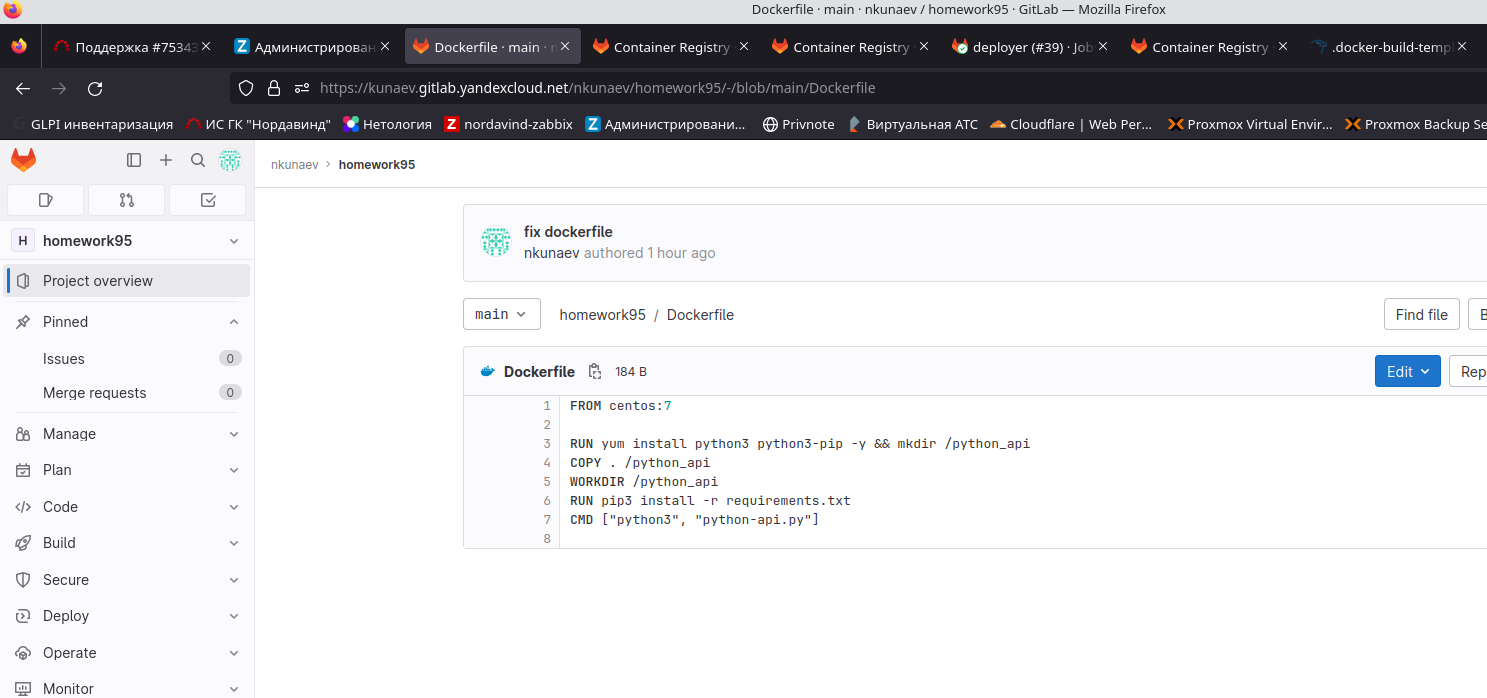 Dockerfile · main · nkunaev / homework95 · GitLab — Mozilla Firefox
Поддержка #75343
Администрирован
Dockerfile · main · n
Container Registry
Container Registry
deployer (#39) · Job
Container Registry
.docker-build-templ
https://kunaev.gitlab.yandexcloud.net/nkunaev/homework95/-/blob/main/Dockerfile
GLPI инвентаризация
ИС ГК "Нордавинд"
Нетология
Z nordavind-zabbix
Z Администрировани...
Privnote
Виртуальная АТС
Cloudflare | Web Per...
Proxmox Virtual Envir...
Proxmox Backup Se
nkunaev › homework95
H homework95
Project overview
Pinned
Issues 0
Merge requests 0
Manage
Plan
Code
Build
Secure
Deploy
Operate
Monitor
fix dockerfile
nkunaev authored 1 hour ago
main
homework95 / Dockerfile
Find file
B
Dockerfile 184 B
Edit
Rep
1 FROM centos:7
2
3 RUN yum install python3 python3-pip -y && mkdir /python_api
4 COPY . /python_api
5 WORKDIR /python_api
6 RUN pip3 install -r requirements.txt
7 CMD ["python3", "python-api.py"]
8